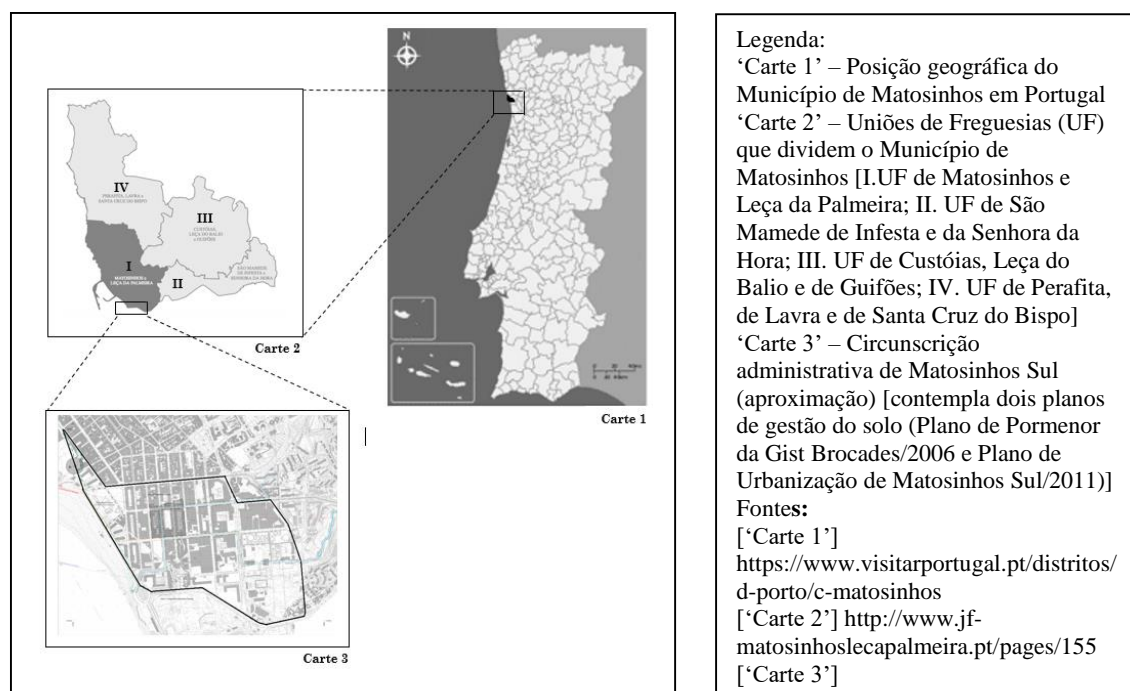 N
IV
PERAFITA, LAVRA e
SANTA CRUZ DO BISPO
III
CUSTÓIAS,
LEÇA DO BALIO
e GUIFÕES
I
MATOSINHOS e
LEÇA DA PALMEIRA
II
SÃO MAMEDE
DE INFESTA e
SENHORA DA HORA
Carte 2
Carte 1
Carte 3
Legenda:
‘Carte 1’ – Posição geográfica do
Município de Matosinhos em Portugal
‘Carte 2’ – Uniões de Freguesias (UF)
que dividem o Município de
Matosinhos [I.UF de Matosinhos e
Leça da Palmeira; II. UF de São
Mamede de Infesta e da Senhora da
Hora; III. UF de Custóias, Leça do
Balio e de Guifões; IV. UF de Perafita,
de Lavra e de Santa Cruz do Bispo]
‘Carte 3’ – Circunscrição
administrativa de Matosinhos Sul
(aproximação) [contempla dois planos
de gestão do solo (Plano de Pormenor
da Gist Brocades/2006 e Plano de
Urbanização de Matosinhos Sul/2011)]
Fontes:
[‘Carte 1’]
https://www.visitarportugal.pt/distritos/
d-porto/c-matosinhos
[‘Carte 2’] http://www.jf-
matosinhoslecapalmeira.pt/pages/155
[‘Carte 3’]